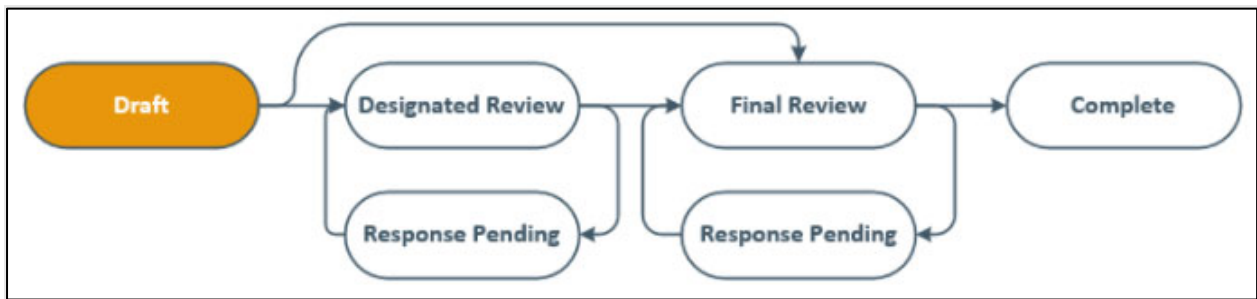 Draft
Designated Review
Final Review
Complete
Response Pending
Response Pending